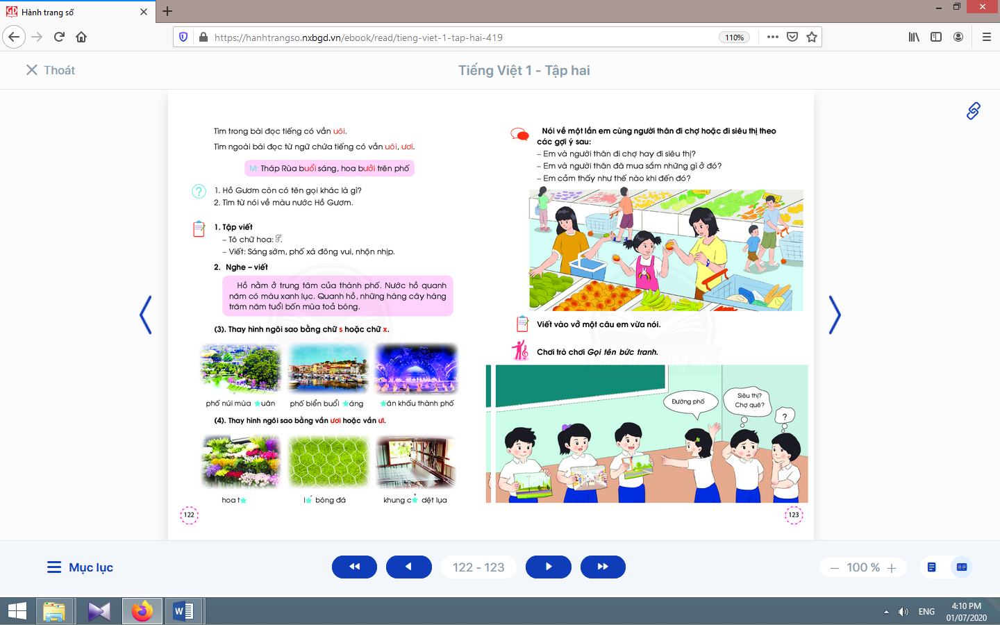 Hành trang số
https://hanhtrangso.nxbgd.vn/ebook/read/tieng-viet-1-tap-hai-419
110%
Thoát
Tiếng Việt 1 - Tập hai
Tìm trong bài đọc tiếng có vần uôi.
Tìm ngoài bài đọc từ ngữ chứa tiếng có vần uôi, ươi.
M: Tháp Rùa buổi sáng, hoa bưởi trên phố
?
1. Hồ Gươm còn có tên gọi khác là gì?
2. Tìm từ nói về màu nước Hồ Gươm.
1. Tập viết
– Tô chữ hoa:
– Viết: Sáng sớm, phố xá đông vui, nhộn nhịp.
2. Nghe – viết
Hồ nằm ở trung tâm của thành phố. Nước hồ quanh
năm có màu xanh lục. Quanh hồ, những hàng cây hàng
trăm năm tuổi bốn mùa toả bóng.
(3). Thay hình ngôi sao bằng chữ s hoặc chữ x.
phố núi mùa ★uân
phố biển buổi ★áng
★ân khấu thành phố
(4). Thay hình ngôi sao bằng vần ươi hoặc vần ưi.
hoa t★
l★́ bóng đá
khung c★̉ dệt lụa
122
Nói về một lần em cùng người thân đi chợ hoặc đi siêu thị theo
các gợi ý sau:
– Em và người thân đi chợ hay đi siêu thị?
– Em và người thân đã mua sắm những gì ở đó?
– Em cảm thấy như thế nào khi đến đó?
Viết vào vở một câu em vừa nói.
Chơi trò chơi Gọi tên bức tranh.
Đường phố
Siêu thị?
Chợ quê?
?
123
Mục lục
122 - 123
100 %
ENG
4:10 PM
01/07/2020